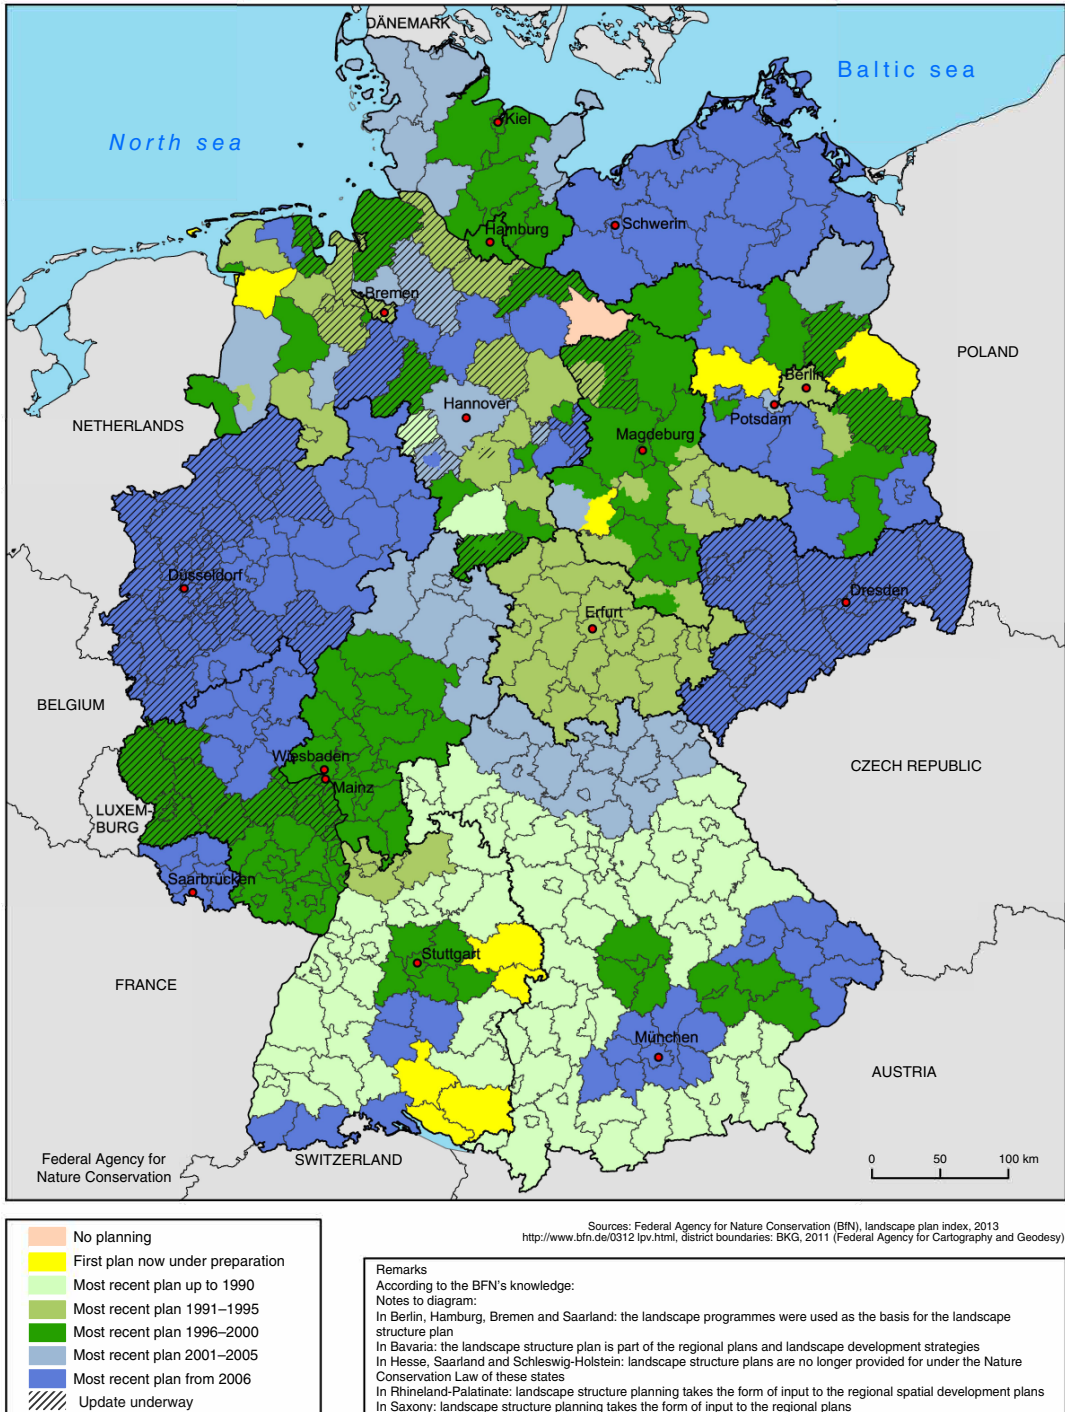 DÄNEMARK
Baltic sea
North sea
Kiel
Schwerin
Hamburg
Bremen
POLAND
Berlin
NETHERLANDS
Hannover
Potsdam
Magdeburg
Düsseldorf
Dresden
Erfurt
BELGIUM
Wiesbaden
CZECH REPUBLIC
Mainz
LUXEM-
BURG
Saarbrücken
Stuttgart
FRANCE
München
AUSTRIA
Federal Agency for
Nature Conservation
SWITZERLAND
0 50 100 km
No planning
First plan now under preparation
Most recent plan up to 1990
Most recent plan 1991–1995
Most recent plan 1996–2000
Most recent plan 2001–2005
Most recent plan from 2006
Update underway
Sources: Federal Agency for Nature Conservation (BfN), landscape plan index, 2013
http://www.bfn.de/0312 lpv.html, district boundaries: BKG, 2011 (Federal Agency for Cartography and Geodesy)
Remarks
According to the BFN's knowledge:
Notes to diagram:
In Berlin, Hamburg, Bremen and Saarland: the landscape programmes were used as the basis for the landscape
structure plan
In Bavaria: the landscape structure plan is part of the regional plans and landscape development strategies
In Hesse, Saarland and Schleswig-Holstein: landscape structure plans are no longer provided for under the Nature
Conservation Law of these states
In Rhineland-Palatinate: landscape structure planning takes the form of input to the regional spatial development plans
In Saxony: landscape structure planning takes the form of input to the regional plans